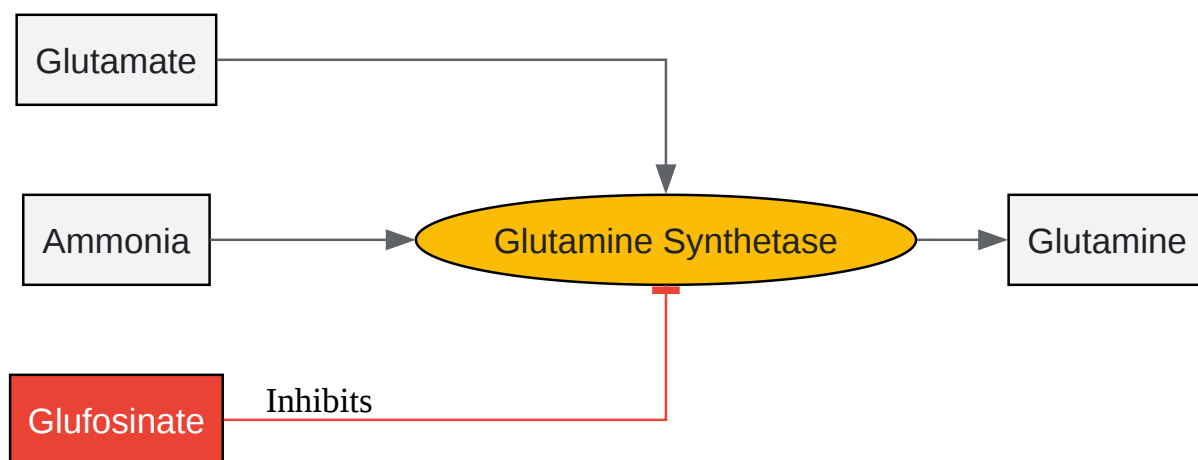 Glutamate
Ammonia
Glutamine Synthetase
Glutamine
Glufosinate
Inhibits